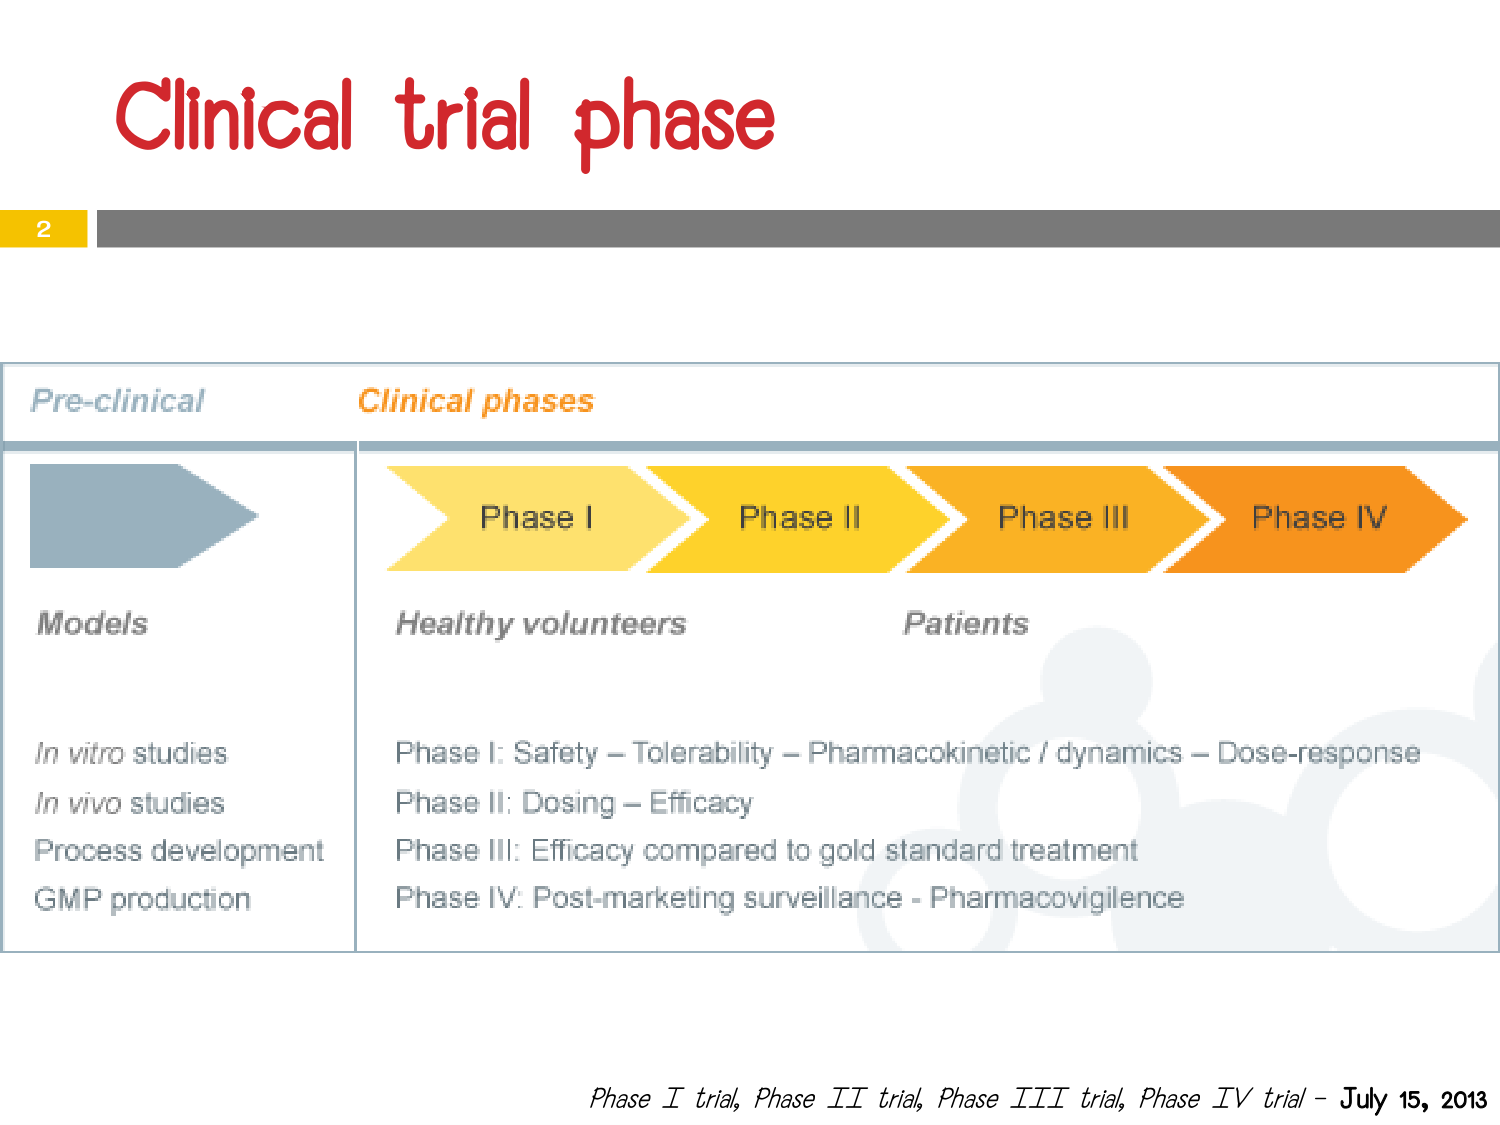 Clinical trial phase
2
Pre-clinical
Clinical phases
Phase I
Phase II
Phase III
Phase IV
Models
Healthy volunteers
Patients
In vitro studies
In vivo studies
Process development
GMP production
Phase I: Safety – Tolerability – Pharmacokinetic / dynamics – Dose-response
Phase II: Dosing – Efficacy
Phase III: Efficacy compared to gold standard treatment
Phase IV: Post-marketing surveillance - Pharmacovigilence
Phase I trial, Phase II trial, Phase III trial, Phase IV trial – July 15, 2013